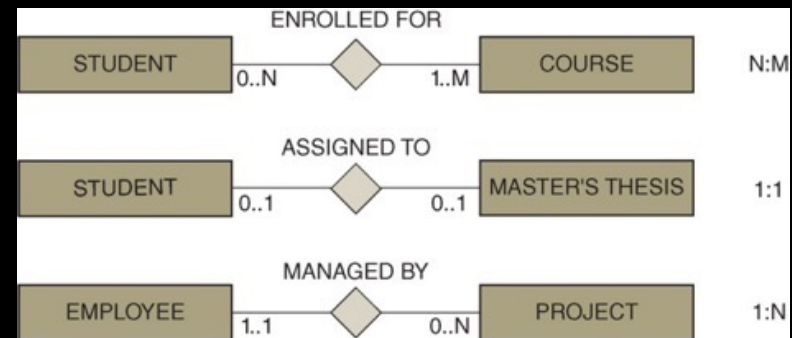 ENROLLED FOR
STUDENT 0..N 1..M COURSE N:M
ASSIGNED TO
STUDENT 0..1 0..1 MASTER'S THESIS 1:1
MANAGED BY
EMPLOYEE 1..1 0..N PROJECT 1:N